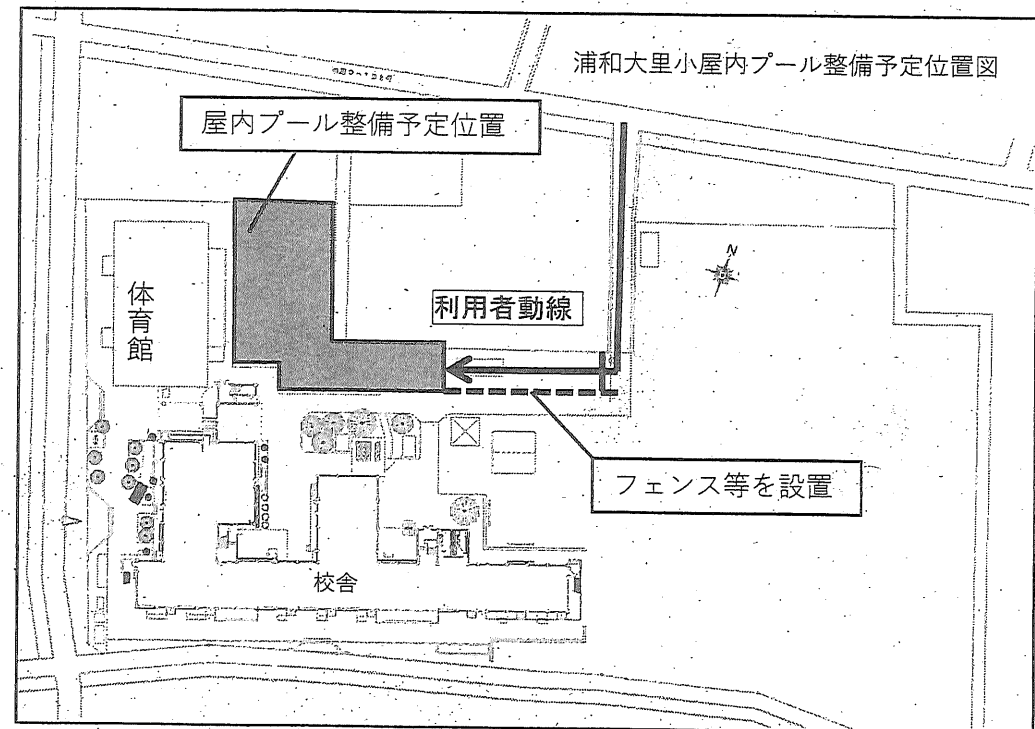 浦和大里小屋内プール整備予定位置図
屋内プール整備予定位置
利用者動線
体育館
フェンス等を設置
校舎
N